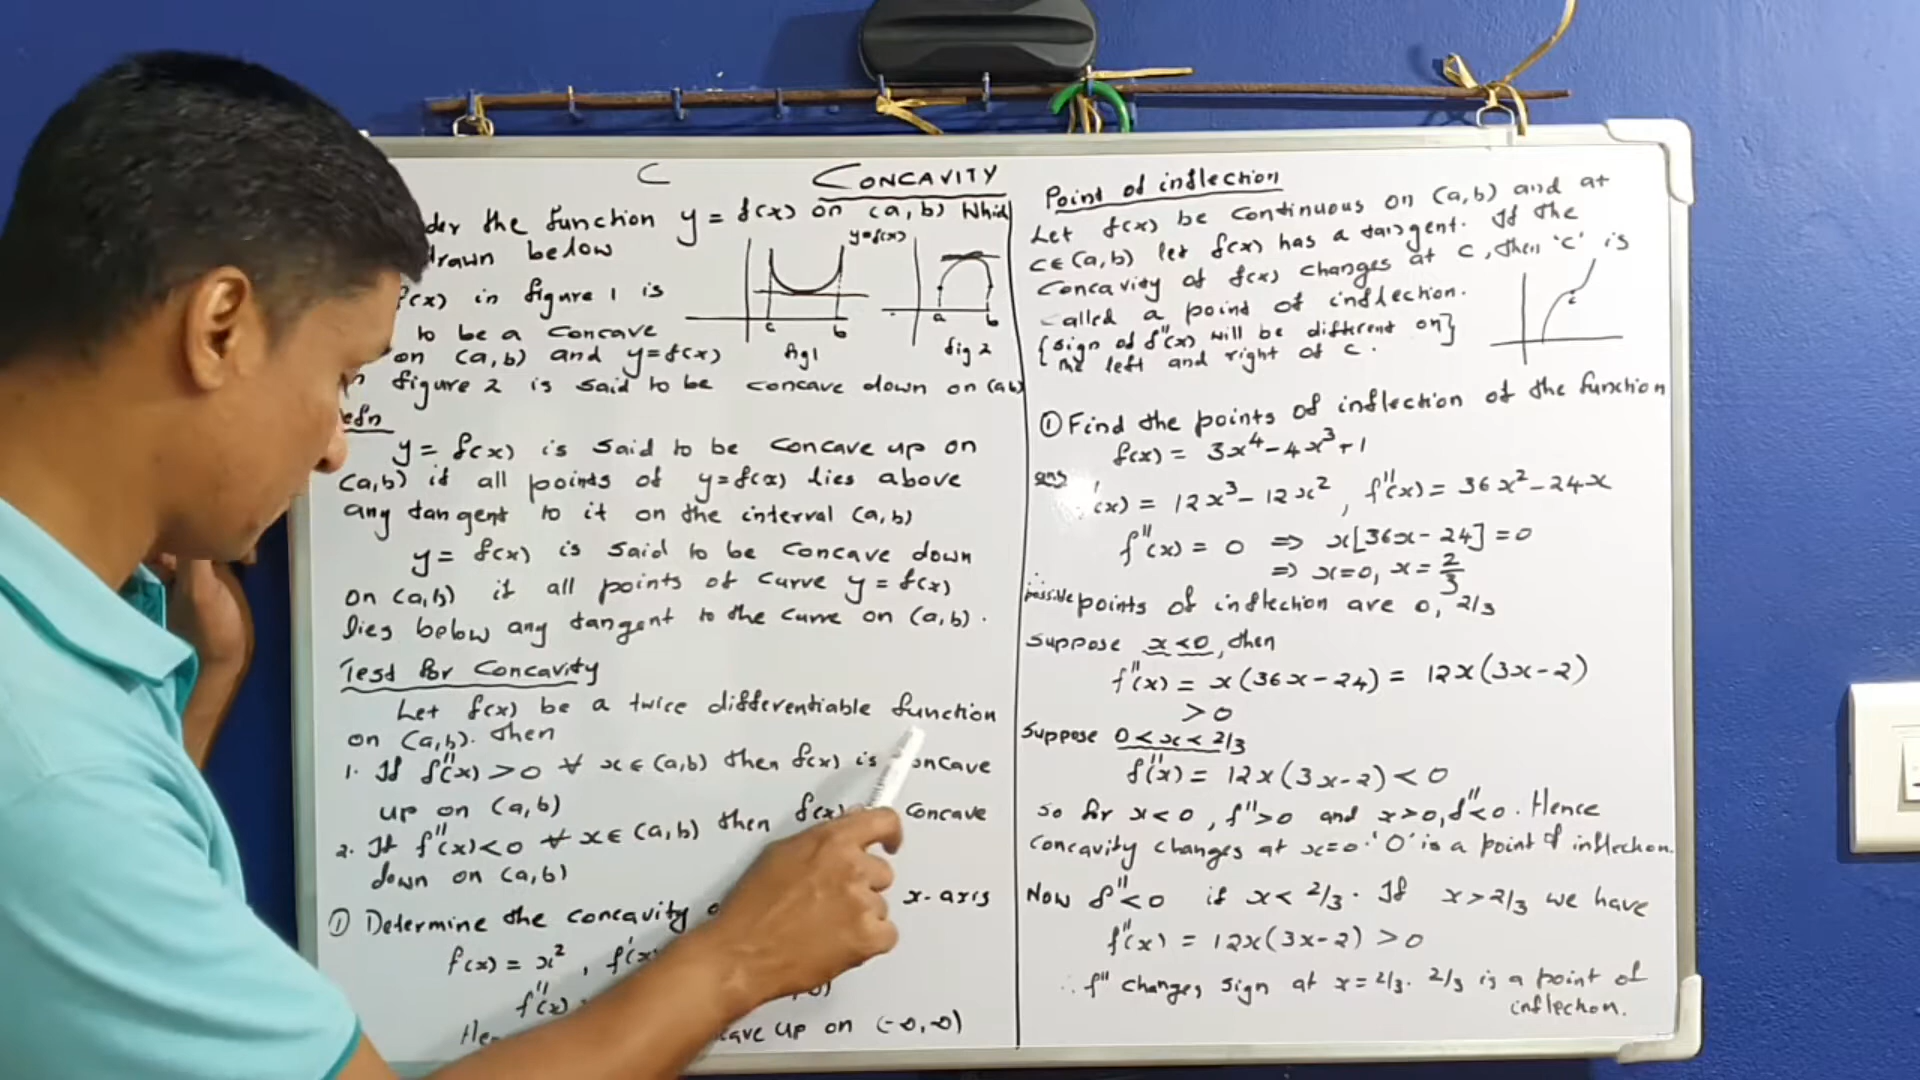 C CONCAVITY
der the function y = f(x) on (a,b) Which
drawn below
f(x) in figure 1 is
to be a concave
on (a,b) and y=f(x)
in figure 2 is said to be concave down on (a,b)
y=f(x)
c b
fig1
a b
fig 2
efn
y = f(x) is said to be concave up on
(a,b) if all points of y=f(x) lies above
any tangent to it on the interval (a,b)
y = f(x) is said to be concave down
on (a,b) if all points of curve y = f(x)
lies below any tangent to the curve on (a,b).
Test for Concavity
Let f(x) be a twice differentiable function
on (a,b). Then
1. If f''(x) > 0 ∀ x ∈ (a,b) then f(x) is concave
up on (a,b)
2. If f''(x) < 0 ∀ x ∈ (a,b) then f(x) concave
down on (a,b)
① Determine the concavity x-axis
f(x) = x², f'(x)
f''(x)
up on (-∞,∞)
Point of inflection
Let f(x) be continuous on (a,b) and at
c∈(a,b) let f(x) has a tangent. If the
concavity of f(x) changes at c, then 'c' is
called a point of inflection.
{sign of f''(x) will be different on}
the left and right of c.
c
① Find the points of inflection of the function
f(x) = 3x⁴-4x³+1
ans '(x) = 12x³-12x², f''(x) = 36x²-24x
f''(x) = 0 ⇒ x[36x-24] = 0
⇒ x=0, x = 2/3
∴ possible points of inflection are 0, 2/3
Suppose x<0, then
f''(x) = x(36x-24) = 12x(3x-2)
>0
Suppose 0<x<2/3
f''(x) = 12x(3x-2) < 0
So for x<0, f''>0 and x>0, f''<0. Hence
concavity changes at x=0. '0' is a point of inflection.
Now f''<0 if x<2/3. If x>2/3 we have
f''(x) = 12x(3x-2) > 0
∴ f'' changes sign at x=2/3. 2/3 is a point of
inflection.